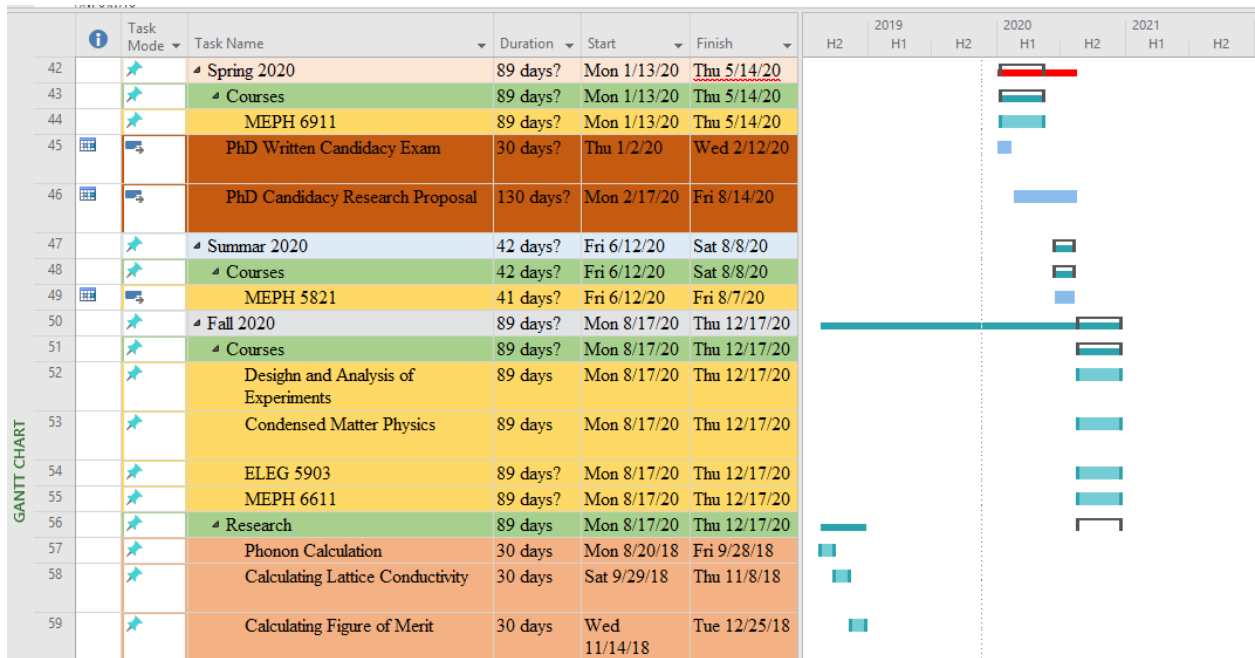 2019 2020 2021
Task Mode Task Name Duration Start Finish H2 H1 H2 H1 H2 H1 H2
42 Spring 2020 89 days? Mon 1/13/20 Thu 5/14/20
43 Courses 89 days? Mon 1/13/20 Thu 5/14/20
44 MEPH 6911 89 days? Mon 1/13/20 Thu 5/14/20
45 PhD Written Candidacy Exam 30 days? Thu 1/2/20 Wed 2/12/20
46 PhD Candidacy Research Proposal 130 days? Mon 2/17/20 Fri 8/14/20
47 Summar 2020 42 days? Fri 6/12/20 Sat 8/8/20
48 Courses 42 days? Fri 6/12/20 Sat 8/8/20
49 MEPH 5821 41 days? Fri 6/12/20 Fri 8/7/20
50 Fall 2020 89 days? Mon 8/17/20 Thu 12/17/20
51 Courses 89 days? Mon 8/17/20 Thu 12/17/20
52 Desighn and Analysis of 89 days Mon 8/17/20 Thu 12/17/20
Experiments
53 Condensed Matter Physics 89 days Mon 8/17/20 Thu 12/17/20
54 ELEG 5903 89 days? Mon 8/17/20 Thu 12/17/20
55 MEPH 6611 89 days? Mon 8/17/20 Thu 12/17/20
56 Research 89 days Mon 8/17/20 Thu 12/17/20
57 Phonon Calculation 30 days Mon 8/20/18 Fri 9/28/18
58 Calculating Lattice Conductivity 30 days Sat 9/29/18 Thu 11/8/18
59 Calculating Figure of Merit 30 days Wed Tue 12/25/18
11/14/18
GANTT CHART